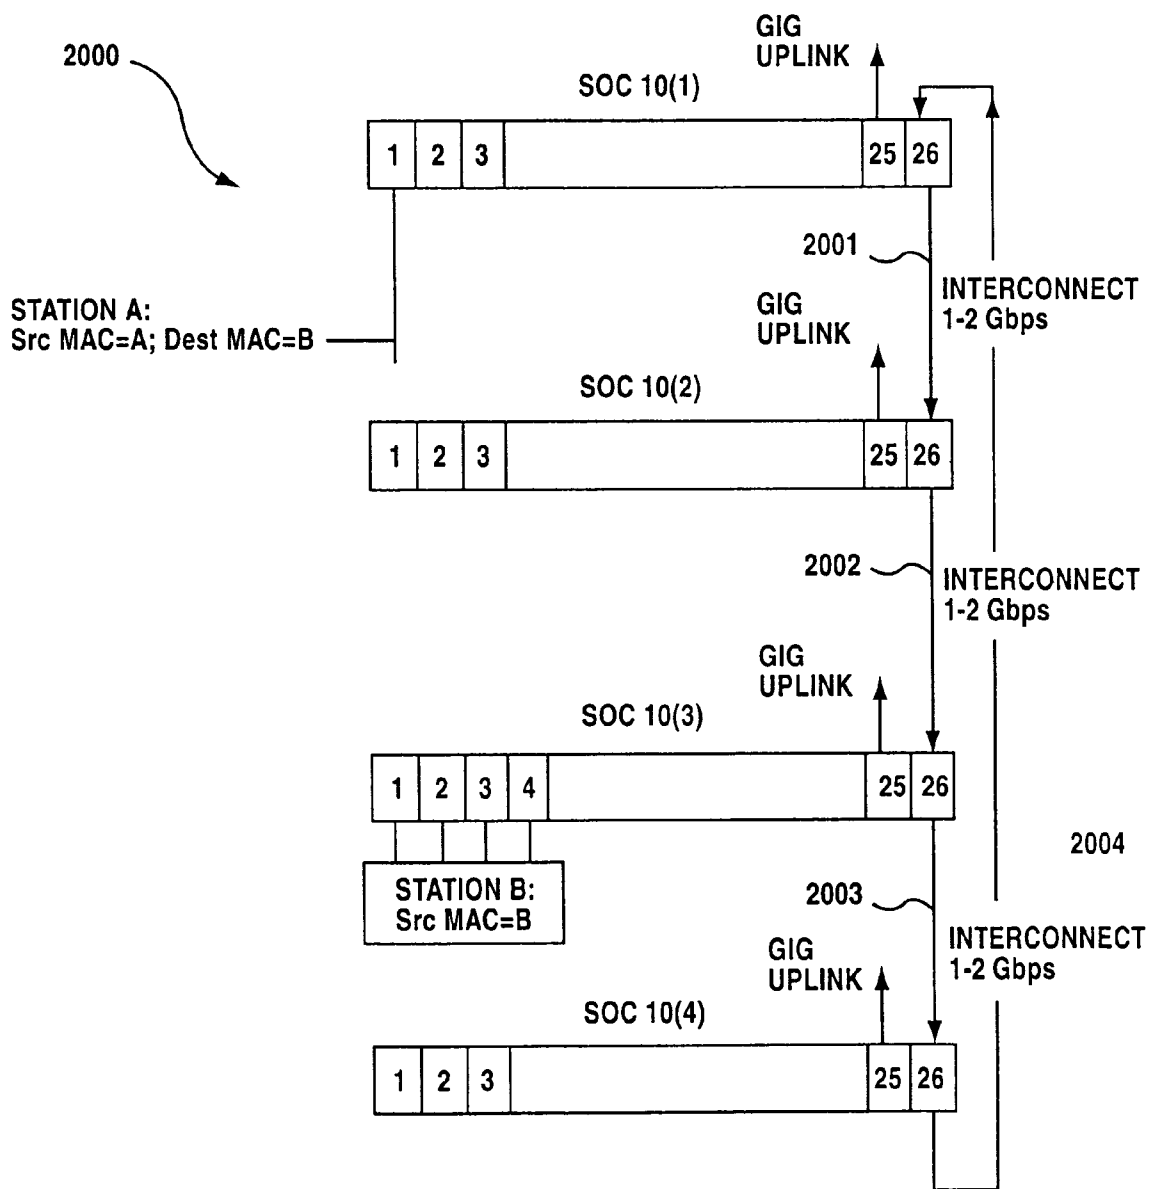 2000
GIG
UPLINK
SOC 10(1)
1 2 3 25 26
2001
INTERCONNECT
1-2 Gbps
STATION A:
Src MAC=A; Dest MAC=B
GIG
UPLINK
SOC 10(2)
1 2 3 25 26
2002
INTERCONNECT
1-2 Gbps
GIG
UPLINK
SOC 10(3)
1 2 3 4 25 26
2004
STATION B:
Src MAC=B
2003
INTERCONNECT
1-2 Gbps
GIG
UPLINK
SOC 10(4)
1 2 3 25 26